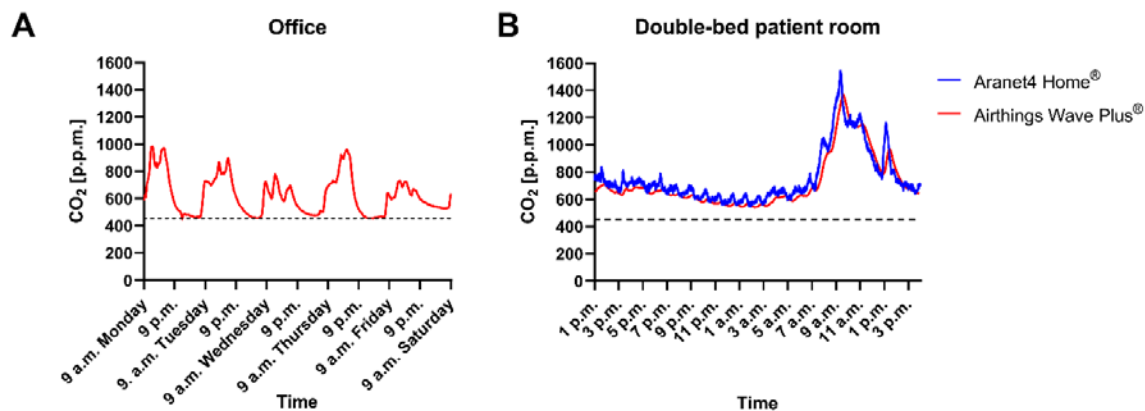 A
Office
CO2 [p.p.m.]
1600
1400
1200
1000
800
600
400
200
0
9 a.m. Monday
9 p.m.
9. a.m. Tuesday
9 p.m.
9 a.m. Wednesday
9 p.m.
9 a.m. Thursday
9 p.m.
9 a.m. Friday
9 p.m.
9 a.m. Saturday
Time
B
Double-bed patient room
CO2 [p.p.m.]
1600
1400
1200
1000
800
600
400
200
0
1 p.m.
3 p.m.
5 p.m.
7 p.m.
9 p.m.
11 p.m.
1 a.m.
3 a.m.
5 a.m.
7 a.m.
9 a.m.
11 a.m.
1 p.m.
3 p.m.
Time
Aranet4 Home®
Airthings Wave Plus®